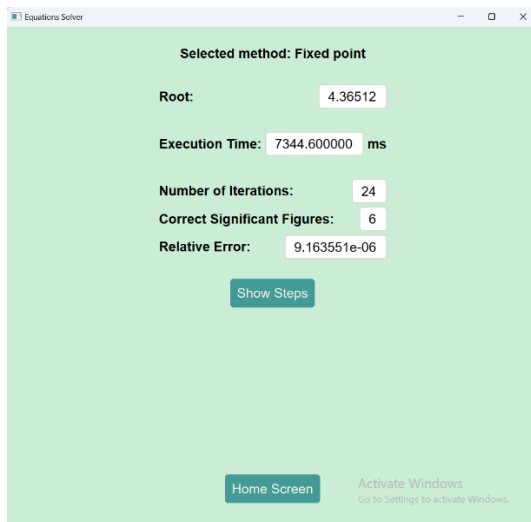 Equations Solver
Selected method: Fixed point
Root: 4.36512
Execution Time: 7344.600000 ms
Number of Iterations: 24
Correct Significant Figures: 6
Relative Error: 9.163551e-06
Show Steps
Home Screen
Activate Windows
Go to Settings to activate Windows.